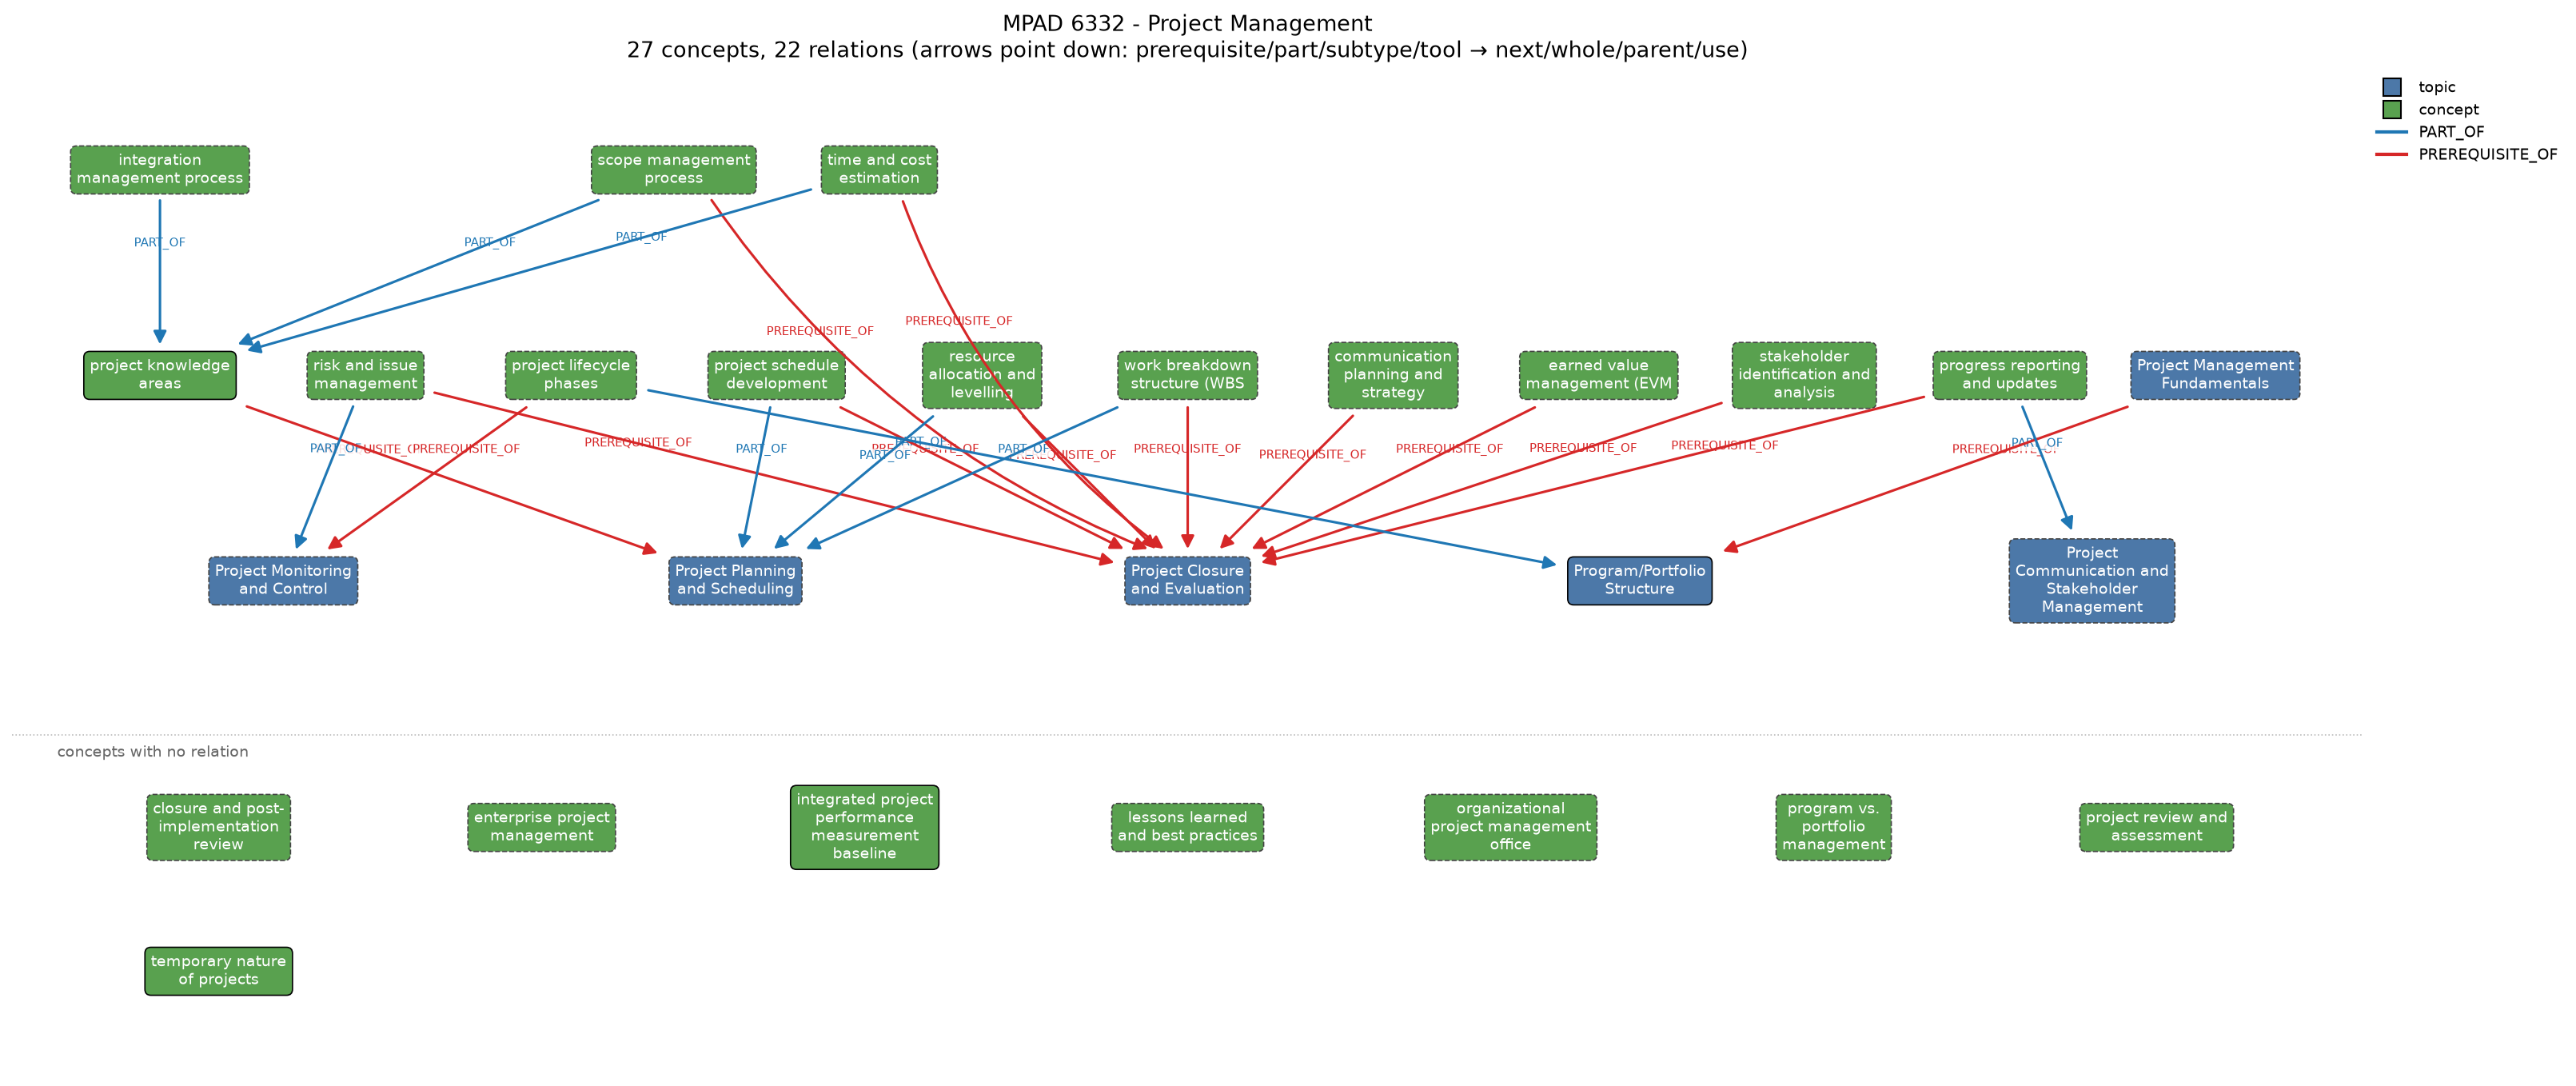 MPAD 6332 - Project Management
27 concepts, 22 relations (arrows point down: prerequisite/part/subtype/tool → next/whole/parent/use)
topic
concept
PART_OF
PREREQUISITE_OF
integration
management process
scope management
process
time and cost
estimation
PART_OF
PART_OF
PART_OF
PREREQUISITE_OF
PREREQUISITE_OF
project knowledge
areas
risk and issue
management
project lifecycle
phases
project schedule
development
resource
allocation and
levelling
work breakdown
structure (WBS
communication
planning and
strategy
earned value
management (EVM
stakeholder
identification and
analysis
progress reporting
and updates
Project Management
Fundamentals
PART_OF
PREREQUISITE_OF
PREREQUISITE_OF
PART_OF
PART_OF
PART_OF
PART_OF
PREREQUISITE_OF
PREREQUISITE_OF
PREREQUISITE_OF
PREREQUISITE_OF
PREREQUISITE_OF
PART_OF
Project Monitoring
and Control
Project Planning
and Scheduling
Project Closure
and Evaluation
Program/Portfolio
Structure
Project
Communication and
Stakeholder
Management
concepts with no relation
closure and post-
implementation
review
enterprise project
management
integrated project
performance
measurement
baseline
lessons learned
and best practices
organizational
project management
office
program vs.
portfolio
management
project review and
assessment
temporary nature
of projects